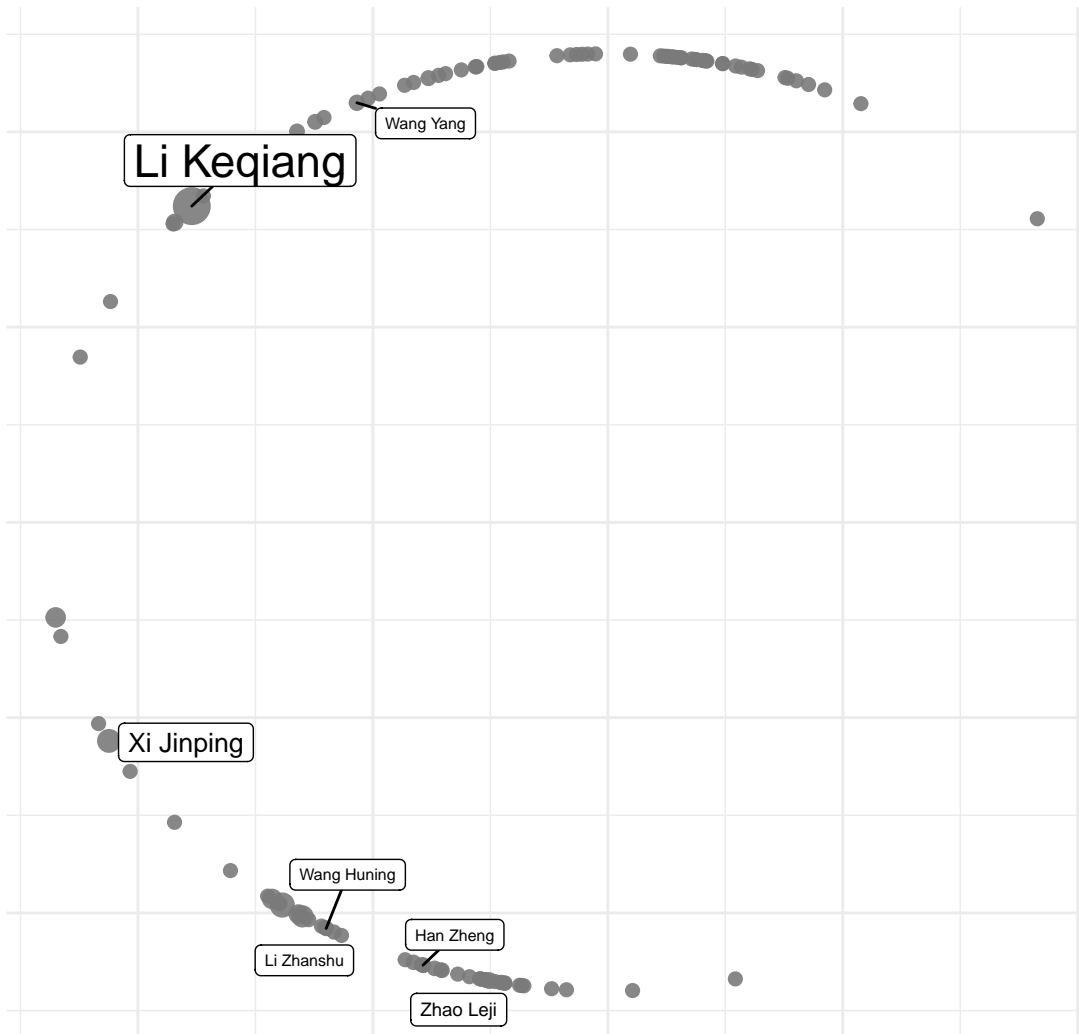 Wang Yang
Li Keqiang
Xi Jinping
Wang Huning
Han Zheng
Li Zhanshu
Zhao Leji